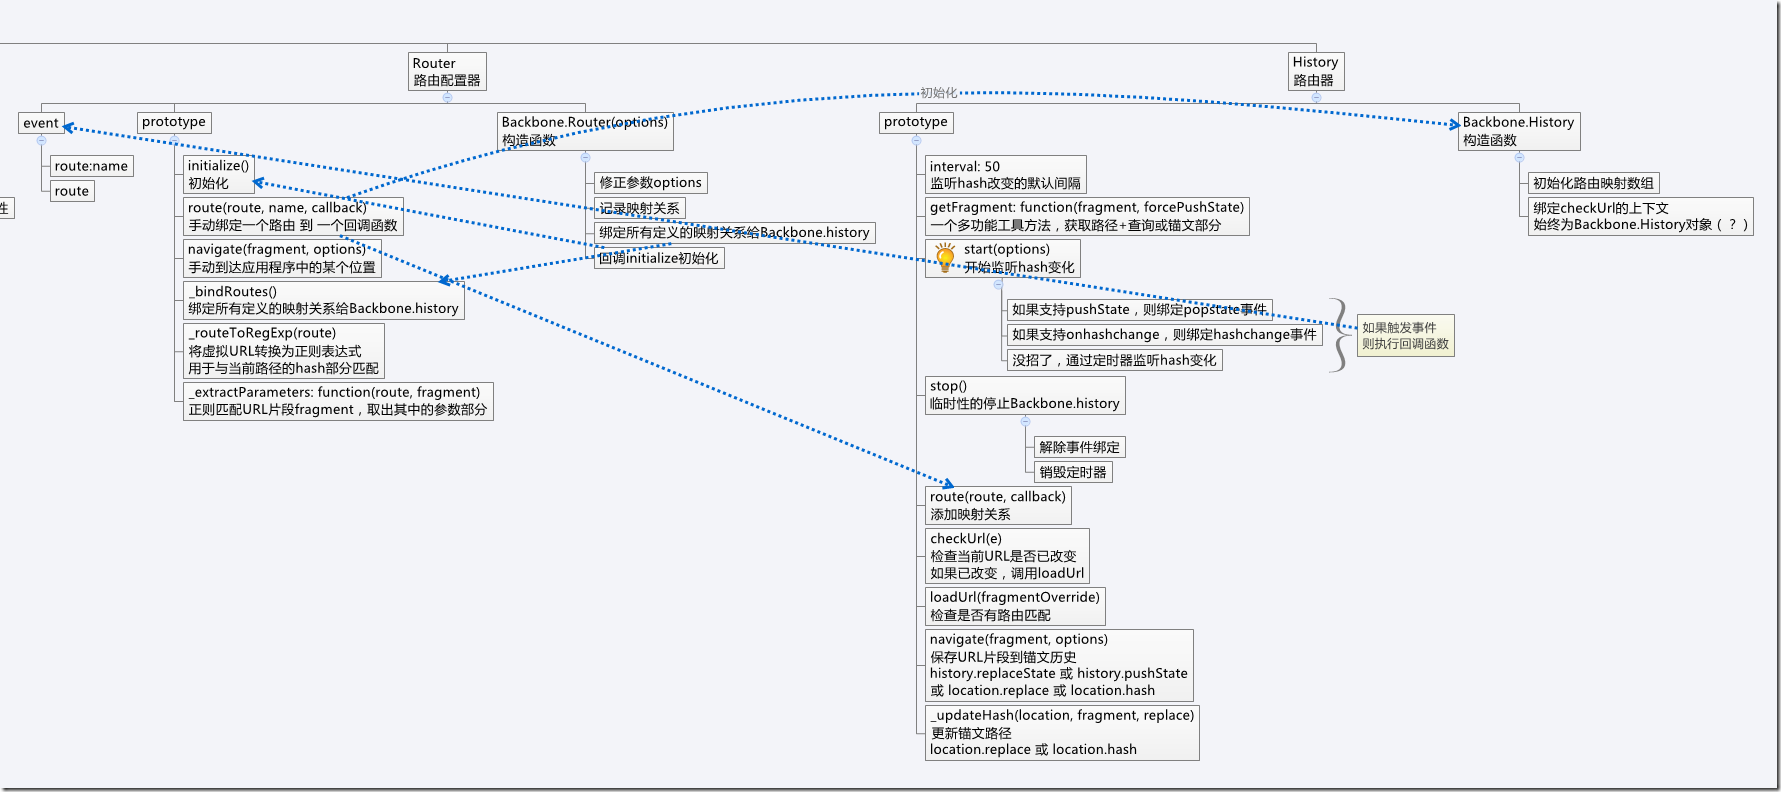 Router
路由配置器
event
route:name
route
性
prototype
initialize()
初始化
route(route, name, callback)
手动绑定一个路由 到 一个回调函数
navigate(fragment, options)
手动到达应用程序中的某个位置
_bindRoutes()
绑定所有定义的映射关系给Backbone.history
_routeToRegExp(route)
将虚拟URL转换为正则表达式
用于与当前路径的hash部分匹配
_extractParameters: function(route, fragment)
正则匹配URL片段fragment，取出其中的参数部分
Backbone.Router(options)
构造函数
修正参数options
记录映射关系
绑定所有定义的映射关系给Backbone.history
回调initialize初始化
初始化
History
路由器
prototype
interval: 50
监听hash改变的默认间隔
getFragment: function(fragment, forcePushState)
一个多功能工具方法，获取路径+查询或锚文部分
start(options)
开始监听hash变化
如果支持pushState，则绑定popstate事件
如果支持onhashchange，则绑定hashchange事件
没招了，通过定时器监听hash变化
如果触发事件
则执行回调函数
stop()
临时性的停止Backbone.history
解除事件绑定
销毁定时器
route(route, callback)
添加映射关系
checkUrl(e)
检查当前URL是否已改变
如果已改变，调用loadUrl
loadUrl(fragmentOverride)
检查是否有路由匹配
navigate(fragment, options)
保存URL片段到锚文历史
history.replaceState 或 history.pushState
或 location.replace 或 location.hash
_updateHash(location, fragment, replace)
更新锚文路径
location.replace 或 location.hash
Backbone.History
构造函数
初始化路由映射数组
绑定checkUrl的上下文
始终为Backbone.History对象（？）